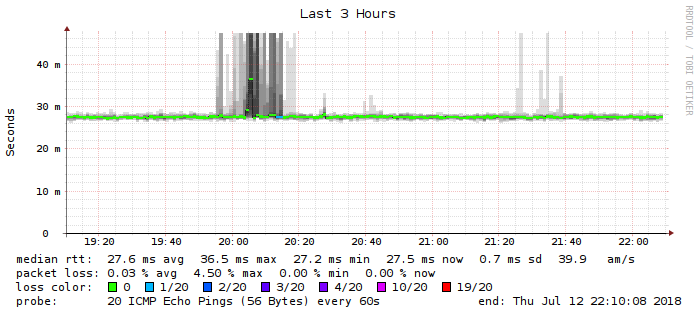 Last 3 Hours
RRDTOOL / TOBI OETIKER
Seconds
40 m
30 m
20 m
10 m
0
19:20 19:40 20:00 20:20 20:40 21:00 21:20 21:40 22:00
median rtt: 27.6 ms avg 36.5 ms max 27.2 ms min 27.5 ms now 0.7 ms sd 39.9 am/s
packet loss: 0.03 % avg 4.50 % max 0.00 % min 0.00 % now
loss color: 0 1/20 2/20 3/20 4/20 10/20 19/20
probe: 20 ICMP Echo Pings (56 Bytes) every 60s end: Thu Jul 12 22:10:08 2018